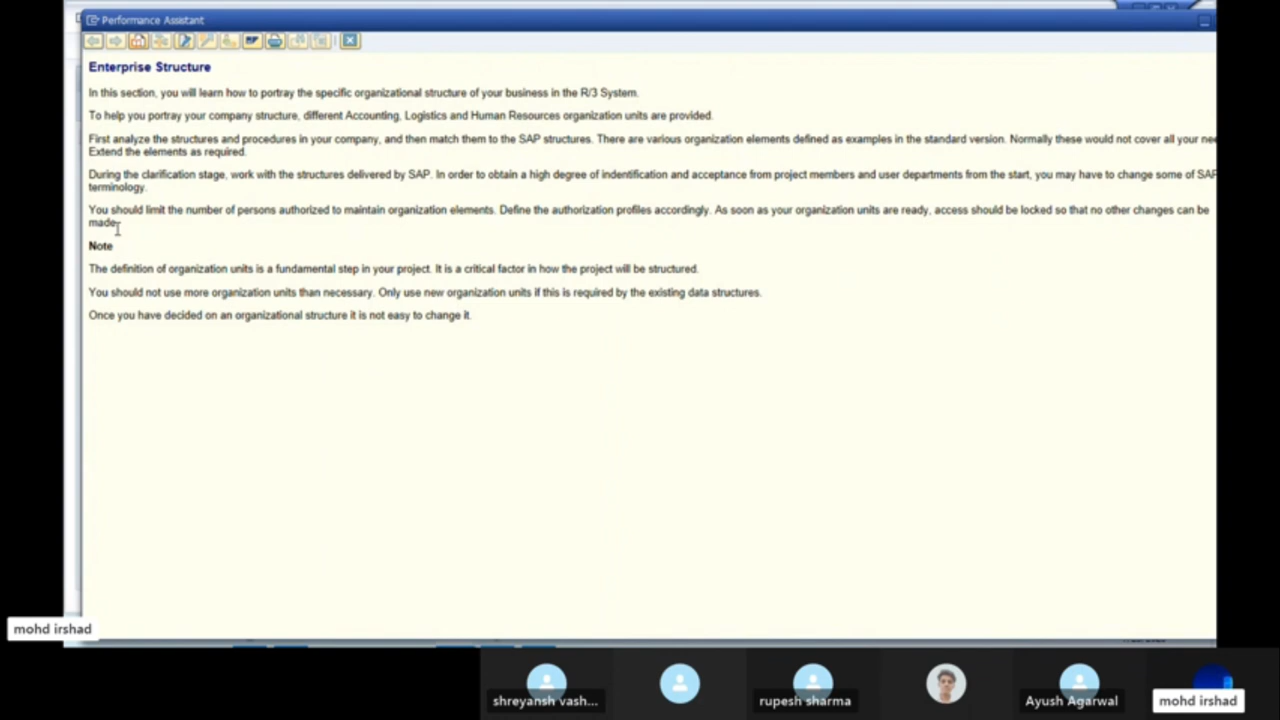 Performance Assistant
Enterprise Structure
In this section, you will learn how to portray the specific organizational structure of your business in the R/3 System.
To help you portray your company structure, different Accounting, Logistics and Human Resources organization units are provided.
First analyze the structures and procedures in your company, and then match them to the SAP structures. There are various organization elements defined as examples in the standard version. Normally these would not cover all your nee
Extend the elements as required.
During the clarification stage, work with the structures delivered by SAP. In order to obtain a high degree of indentification and acceptance from project members and user departments from the start, you may have to change some of SAP
terminology.
You should limit the number of persons authorized to maintain organization elements. Define the authorization profiles accordingly. As soon as your organization units are ready, access should be locked so that no other changes can be
made.
Note
The definition of organization units is a fundamental step in your project. It is a critical factor in how the project will be structured.
You should not use more organization units than necessary. Only use new organization units if this is required by the existing data structures.
Once you have decided on an organizational structure it is not easy to change it.
mohd irshad
shreyansh vash...
rupesh sharma
Ayush Agarwal
mohd irshad